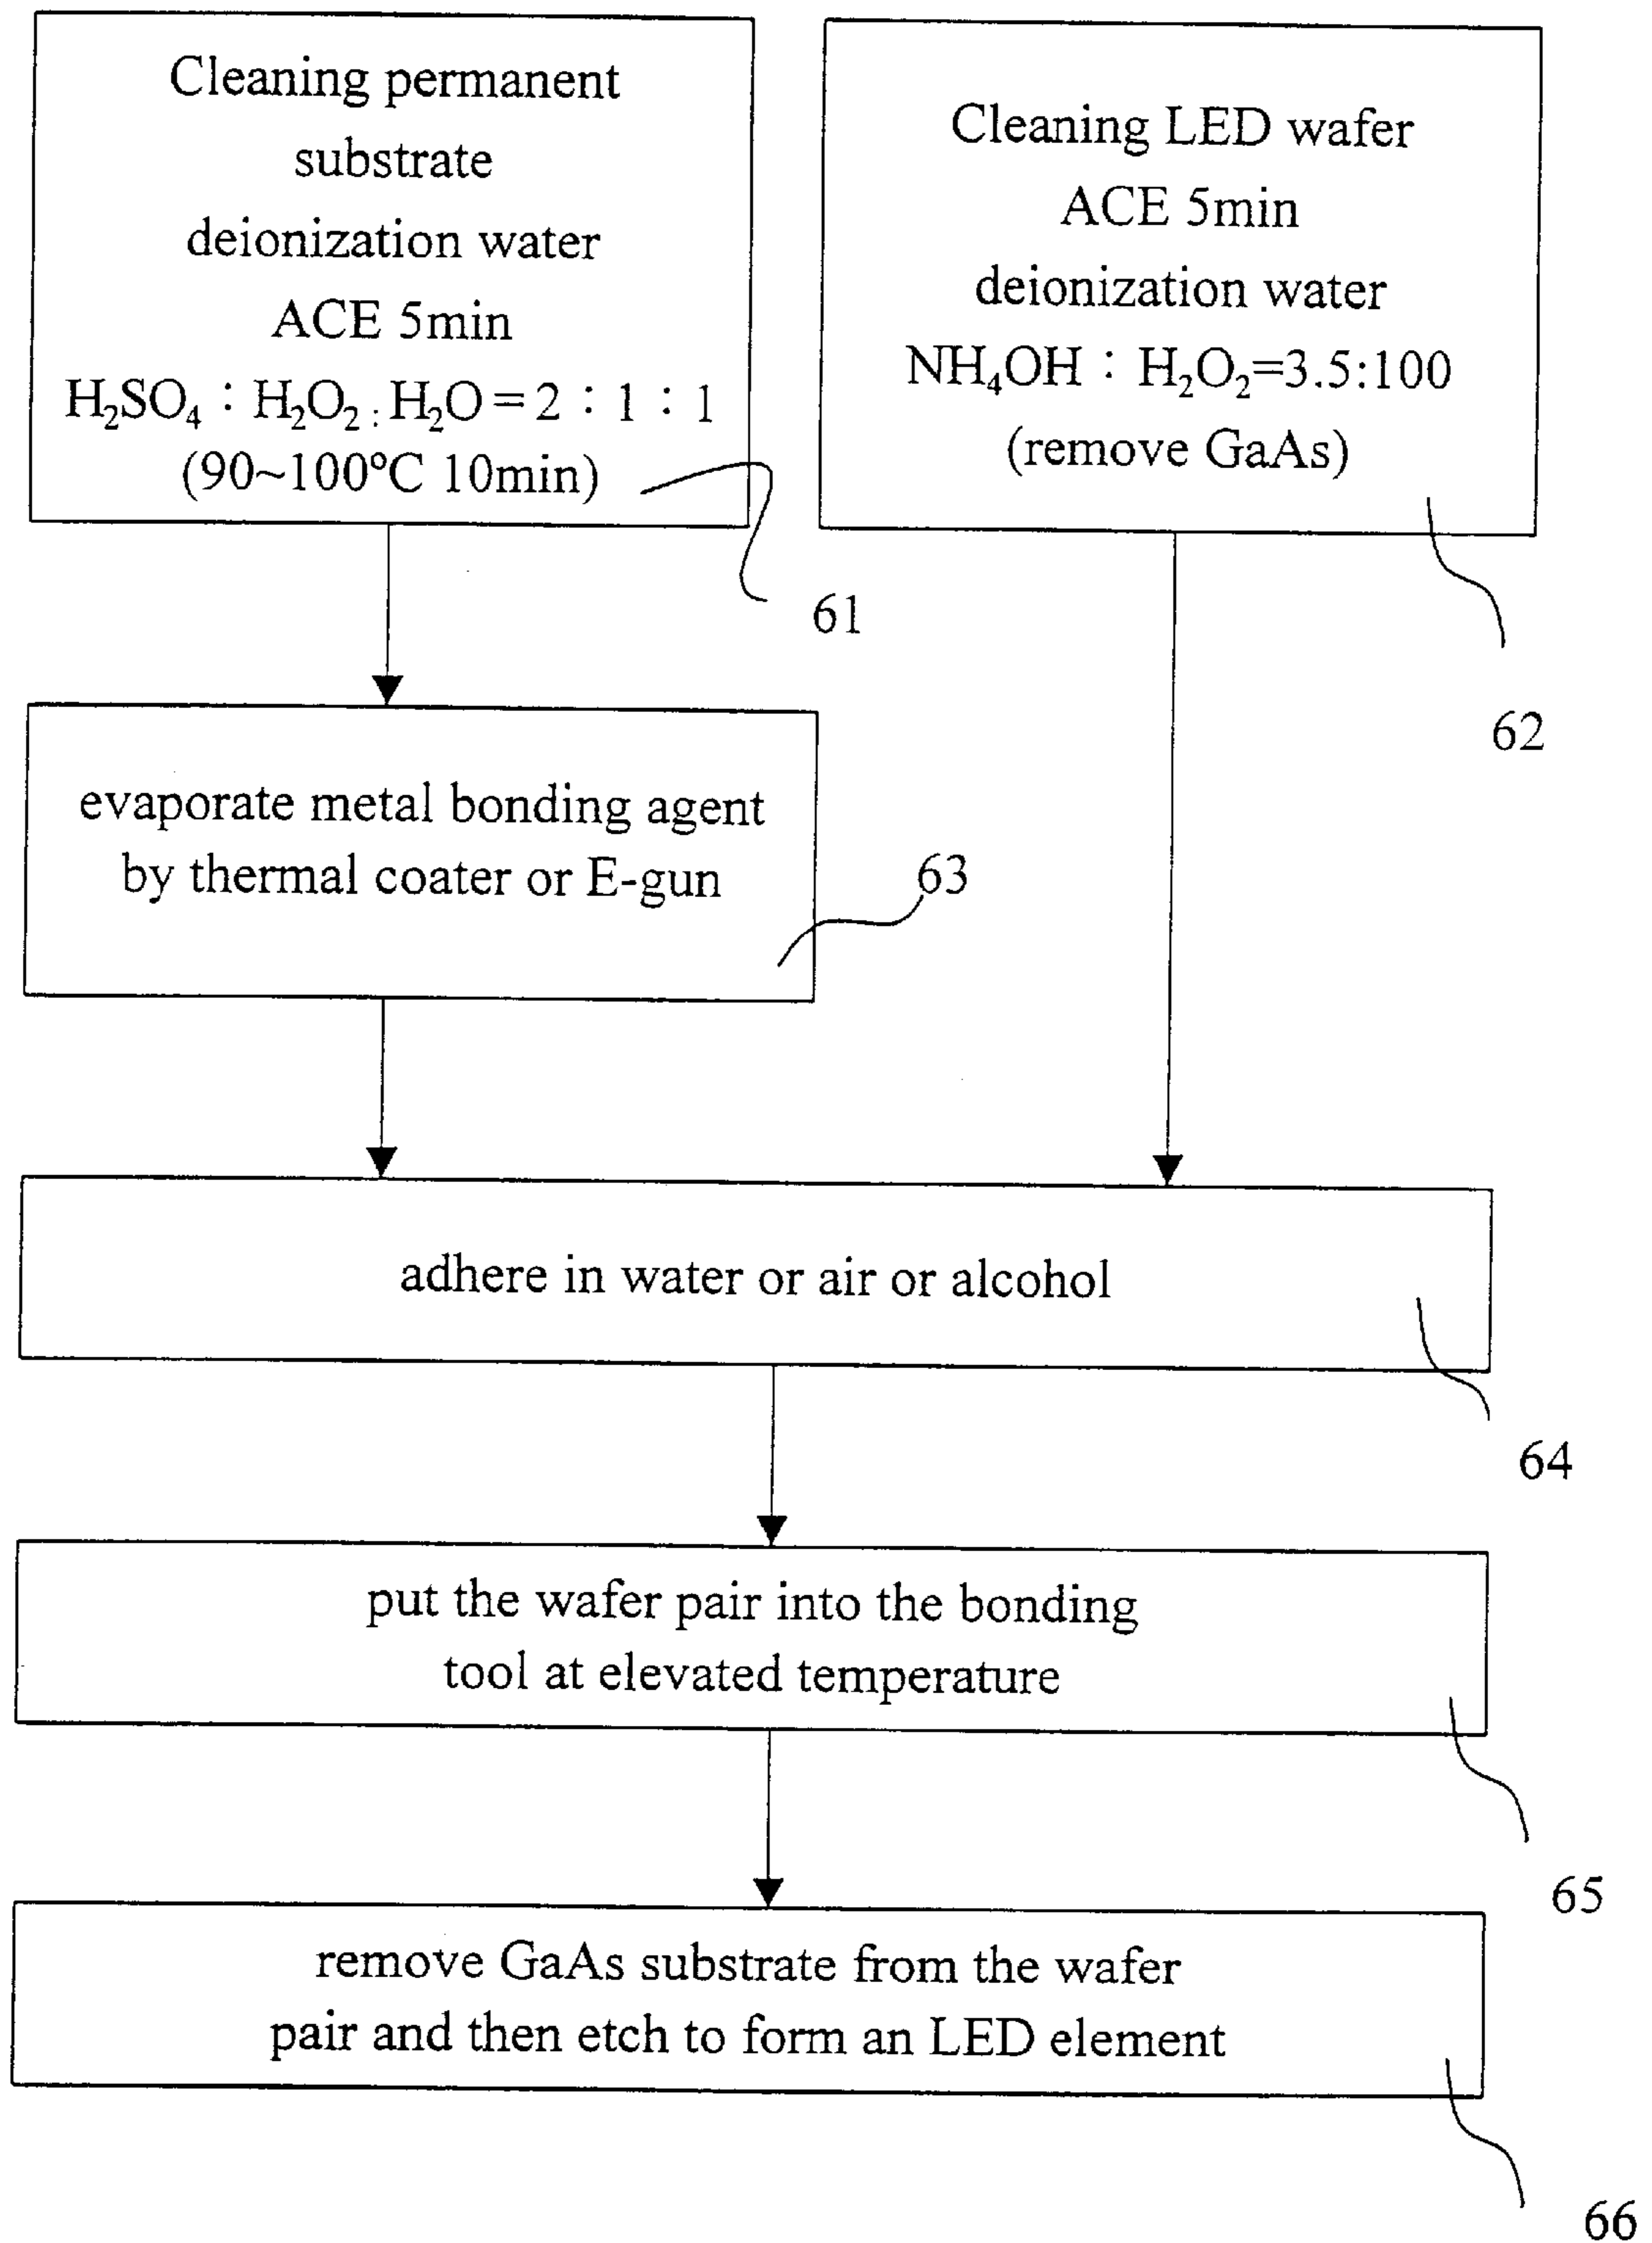 Cleaning permanent
substrate
deionization water
ACE 5min
H₂SO₄ : H₂O₂ : H₂O = 2 : 1 : 1
(90~100°C 10min)
61
Cleaning LED wafer
ACE 5min
deionization water
NH₄OH : H₂O₂=3.5:100
(remove GaAs)
62
evaporate metal bonding agent
by thermal coater or E-gun
63
adhere in water or air or alcohol
64
put the wafer pair into the bonding
tool at elevated temperature
65
remove GaAs substrate from the wafer
pair and then etch to form an LED element
66